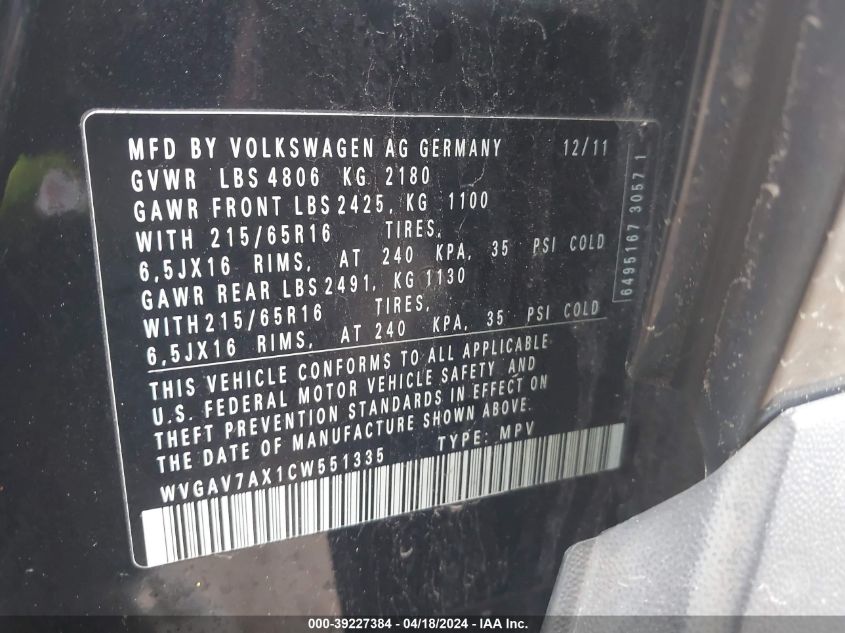 MFD BY VOLKSWAGEN AG GERMANY 12/11
GVWR LBS 4806 KG 2180
GAWR FRONT LBS 2425, KG 1100
WITH 215/65R16 TIRES,
6,5JX16 RIMS, AT 240 KPA, 35 PSI COLD
GAWR REAR LBS 2491, KG 1130
WITH 215/65R16 TIRES,
6,5JX16 RIMS, AT 240 KPA, 35 PSI COLD
THIS VEHICLE CONFORMS TO ALL APPLICABLE
U.S. FEDERAL MOTOR VEHICLE SAFETY AND
THEFT PREVENTION STANDARDS IN EFFECT ON
THE DATE OF MANUFACTURE SHOWN ABOVE.
WVGAV7AX1CW551335 TYPE: MPV
6495167 3057 1
000-39227384 / 04/18/2024 - IAA Inc.